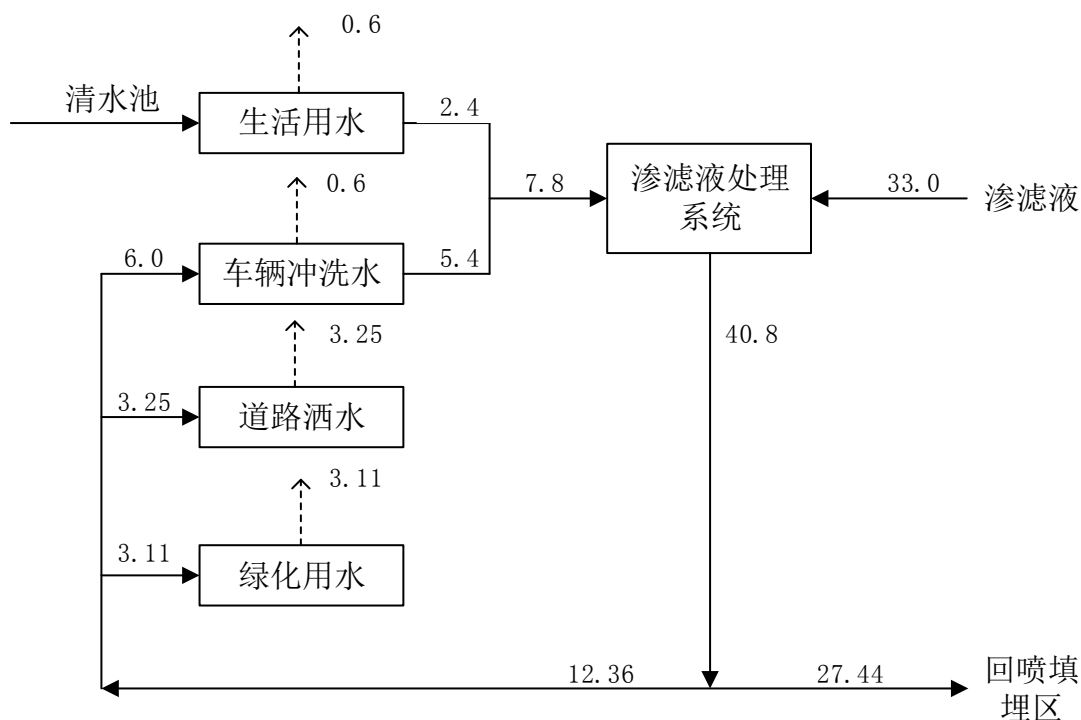 0.6
清水池
生活用水
2.4
0.6
7.8
渗滤液处理
系统
33.0
渗滤液
6.0
车辆冲洗水
5.4
3.25
40.8
3.25
道路洒水
3.11
3.11
绿化用水
12.36
27.44
回喷填
埋区